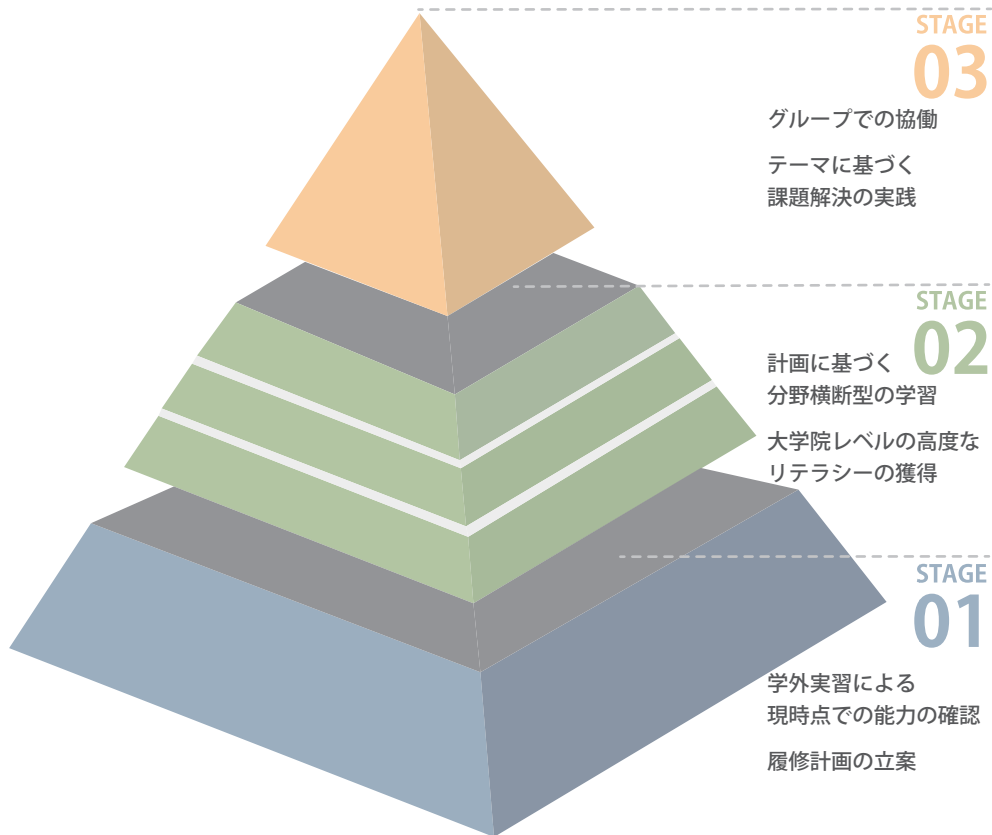 STAGE
03
グループでの協働
テーマに基づく
課題解決の実践
STAGE
02
計画に基づく
分野横断型の学習
大学院レベルの高度な
リテラシーの獲得
STAGE
01
学外実習による
現時点での能力の確認
履修計画の立案